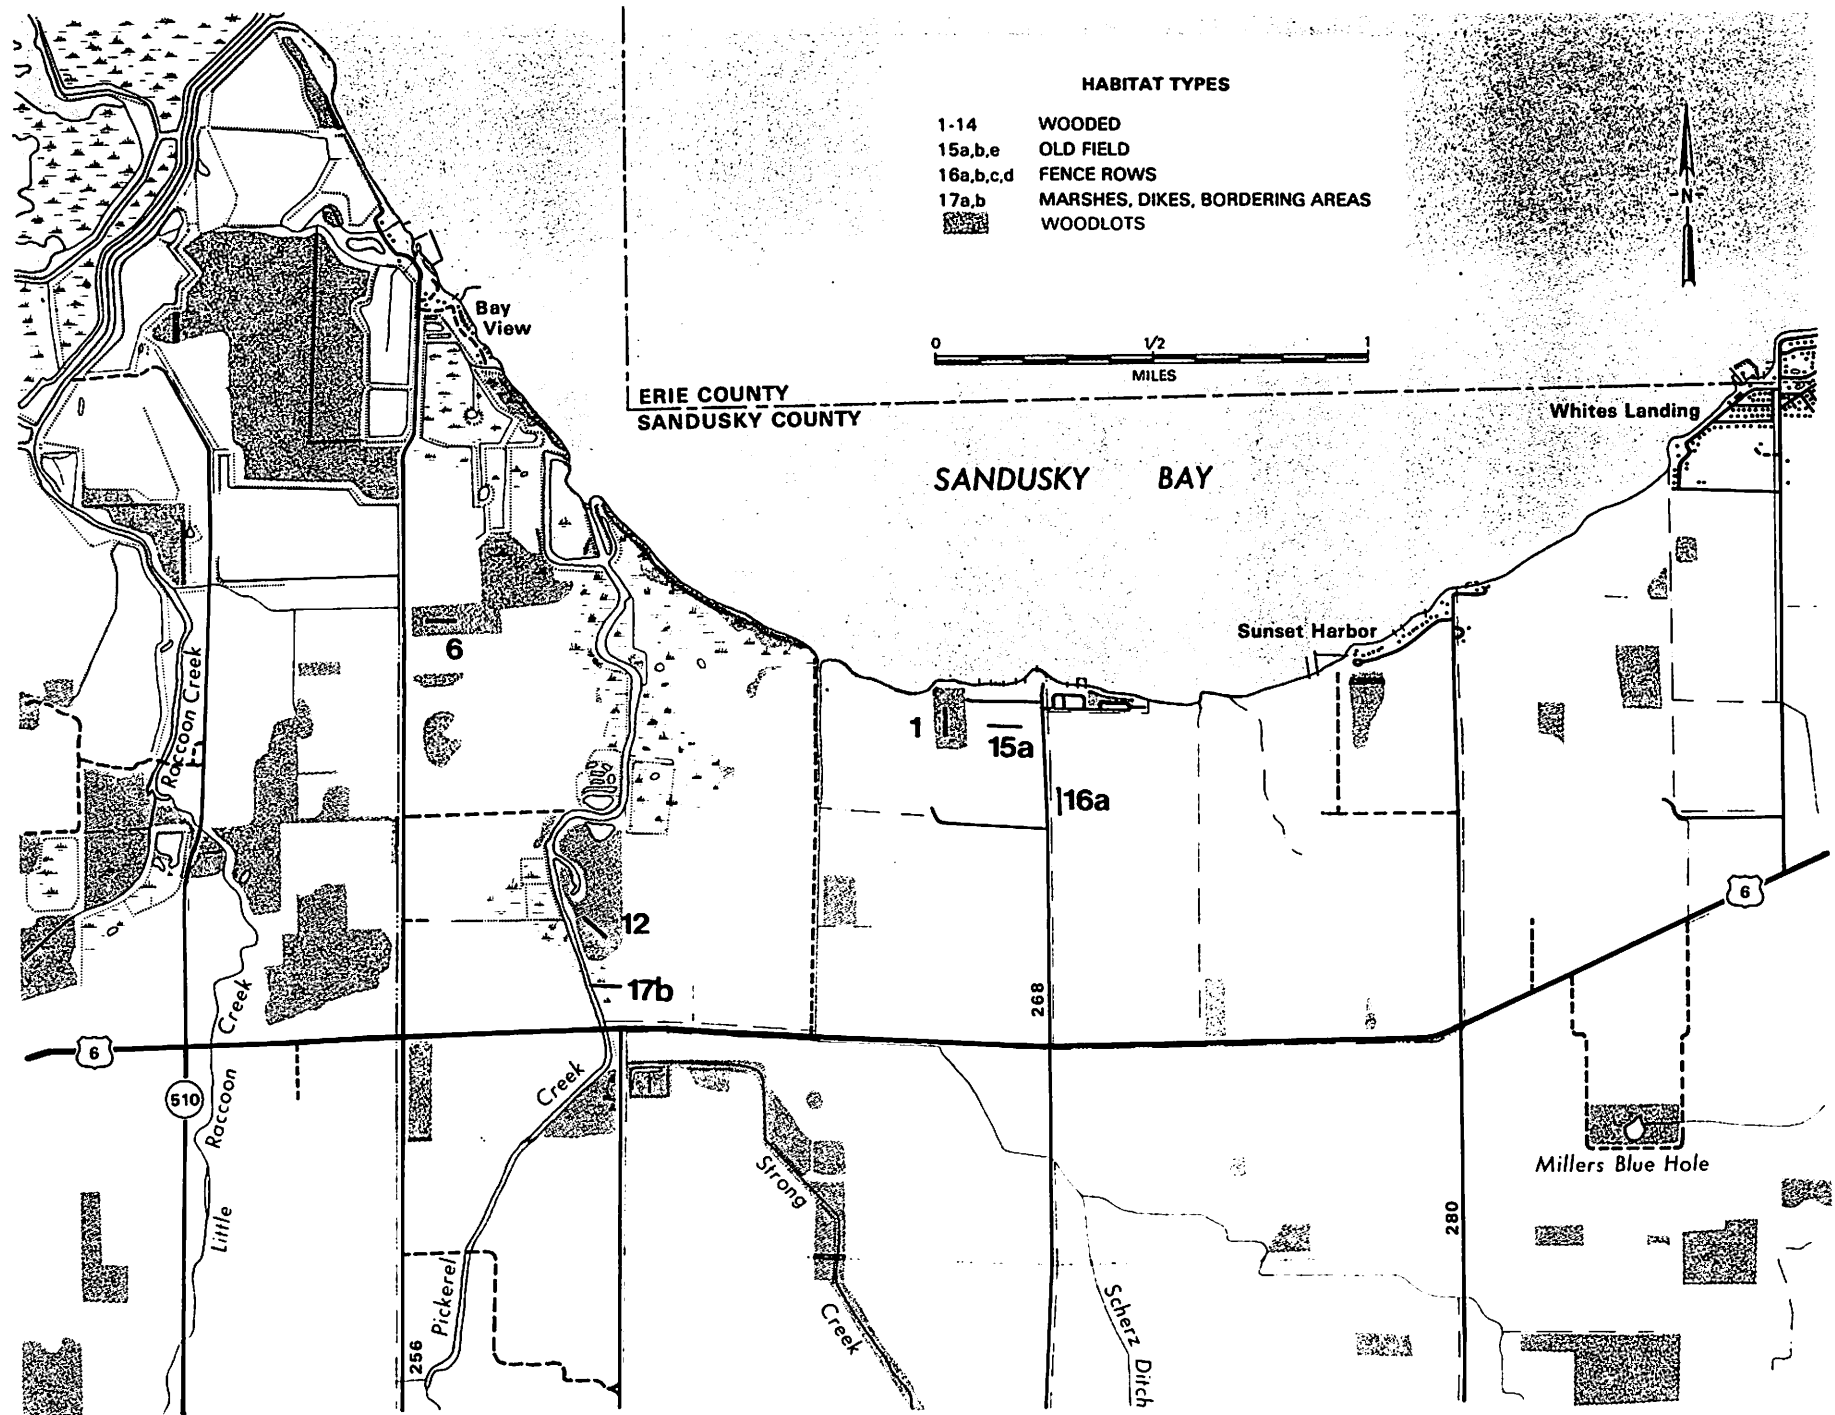 HABITAT TYPES
1-14 WOODED
15a,b,e OLD FIELD
16a,b,c,d FENCE ROWS
17a,b MARSHES, DIKES, BORDERING AREAS
WOODLOTS
N
Bay
View
0 1/2 1
MILES
ERIE COUNTY
SANDUSKY COUNTY
Whites Landing
SANDUSKY BAY
Sunset Harbor
6
Raccoon Creek
1
15a
16a
12
17b
6
268
6
510
Little Raccoon Creek
Pickerel Creek
256
Strong
Creek
Scherz Ditch
280
Millers Blue Hole